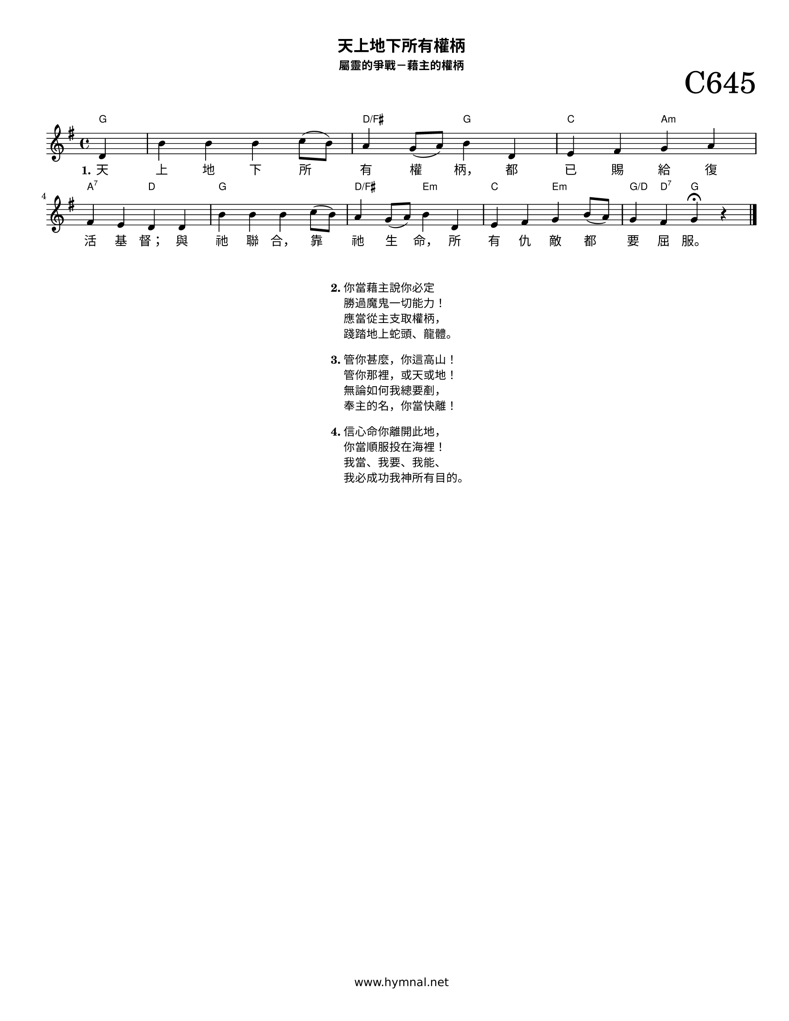 天上地下所有權柄
屬靈的爭戰－藉主的權柄
C645
G D/F♯ G C Am
1. 天 上 地 下 所 有 權 柄， 都 已 賜 給 復
4
A7 D G D/F♯ Em C Em G/D D7 G
活 基 督； 與 祂 聯 合， 靠 祂 生 命， 所 有 仇 敵 都 要 屈 服。
2. 你當藉主說你必定
勝過魔鬼一切能力！
應當從主支取權柄，
踐踏地上蛇頭、龍體。
3. 管你甚麼，你這高山！
管你那裡，或天或地！
無論如何我總要剷，
奉主的名，你當快離！
4. 信心命你離開此地，
你當順服投在海裡！
我當、我要、我能、
我必成功我神所有目的。
www.hymnal.net